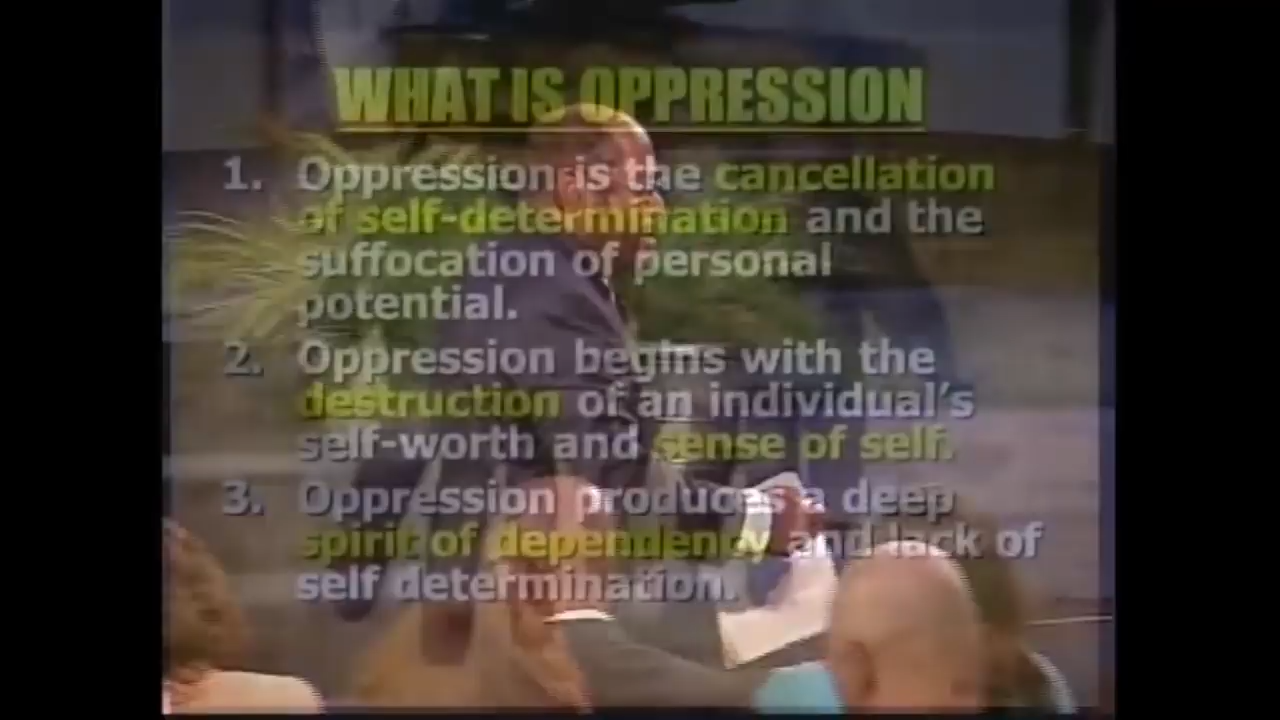 WHAT IS OPPRESSION
1. Oppression is the cancellation
of self-determination and the
suffocation of personal
potential.
2. Oppression begins with the
destruction of an individual's
self-worth and sense of self.
3. Oppression produces a deep
spirit of dependency and lack of
self determination.